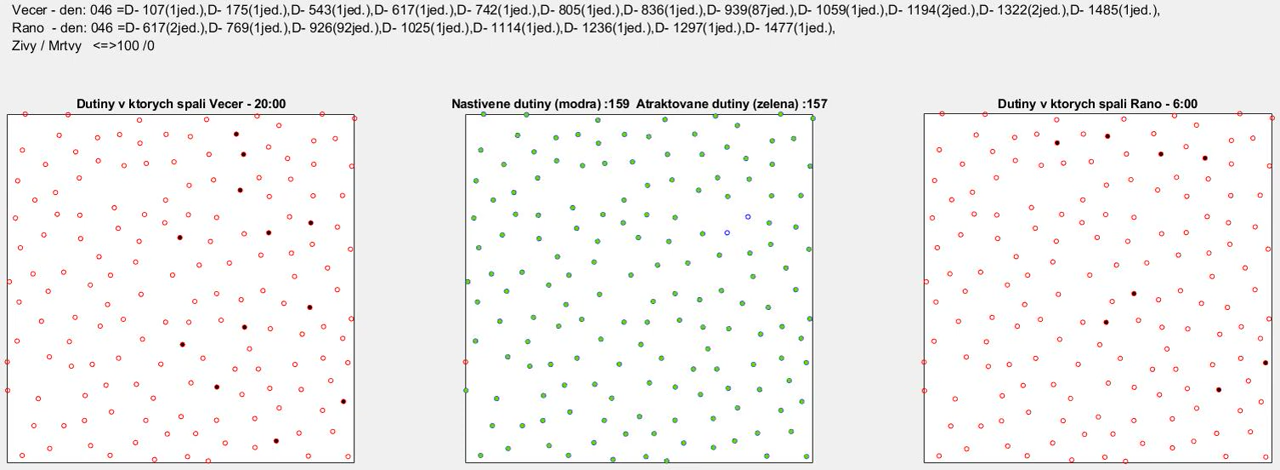 Vecer - den: 046 =D- 107(1jed.),D- 175(1jed.),D- 543(1jed.),D- 617(1jed.),D- 742(1jed.),D- 805(1jed.),D- 836(1jed.),D- 939(87jed.),D- 1059(1jed.),D- 1194(2jed.),D- 1322(2jed.),D- 1485(1jed.),
Rano - den: 046 =D- 617(2jed.),D- 769(1jed.),D- 926(92jed.),D- 1025(1jed.),D- 1114(1jed.),D- 1236(1jed.),D- 1297(1jed.),D- 1477(1jed.),
Zivy / Mrtvy <=>100 /0
Dutiny v ktorych spali Vecer - 20:00
Nastivene dutiny (modra) :159 Atraktovane dutiny (zelena) :157
Dutiny v ktorych spali Rano - 6:00